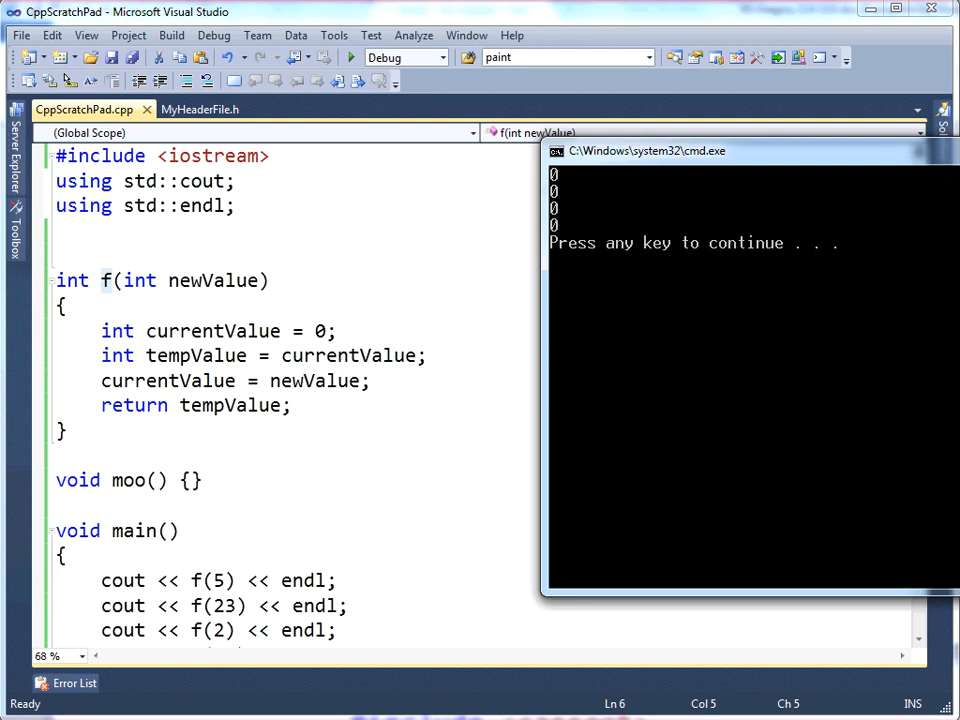 CppScratchPad - Microsoft Visual Studio
File Edit View Project Build Debug Team Data Tools Test Analyze Window Help
Debug paint
CppScratchPad.cpp MyHeaderFile.h
(Global Scope) f(int newValue)
Server Explorer
Toolbox
#include <iostream>
using std::cout;
using std::endl;
int f(int newValue)
{
int currentValue = 0;
int tempValue = currentValue;
currentValue = newValue;
return tempValue;
}
void moo() {}
void main()
{
cout << f(5) << endl;
cout << f(23) << endl;
cout << f(2) << endl;
C:\Windows\system32\cmd.exe
0
0
0
0
Press any key to continue . . .
68 %
Error List
Ready Ln 6 Col 5 Ch 5 INS